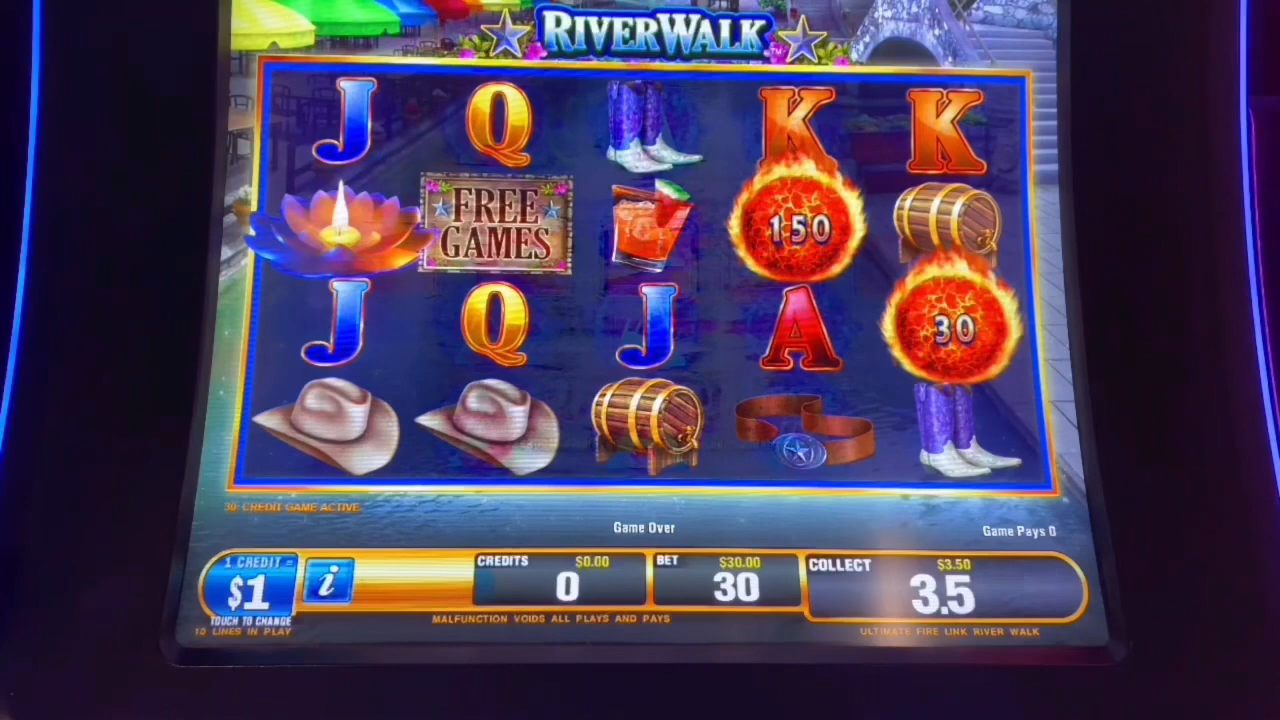 RIVERWALK TM
J Q K K
FREE
GAMES
150
J Q J A
30
30 CREDIT GAME ACTIVE
Game Over
Game Pays 0
1 CREDIT =
$1
TOUCH TO CHANGE
10 LINES IN PLAY
i
CREDITS $0.00
0
BET $30.00
30
COLLECT $3.50
3.5
MALFUNCTION VOIDS ALL PLAYS AND PAYS
ULTIMATE FIRE LINK RIVER WALK